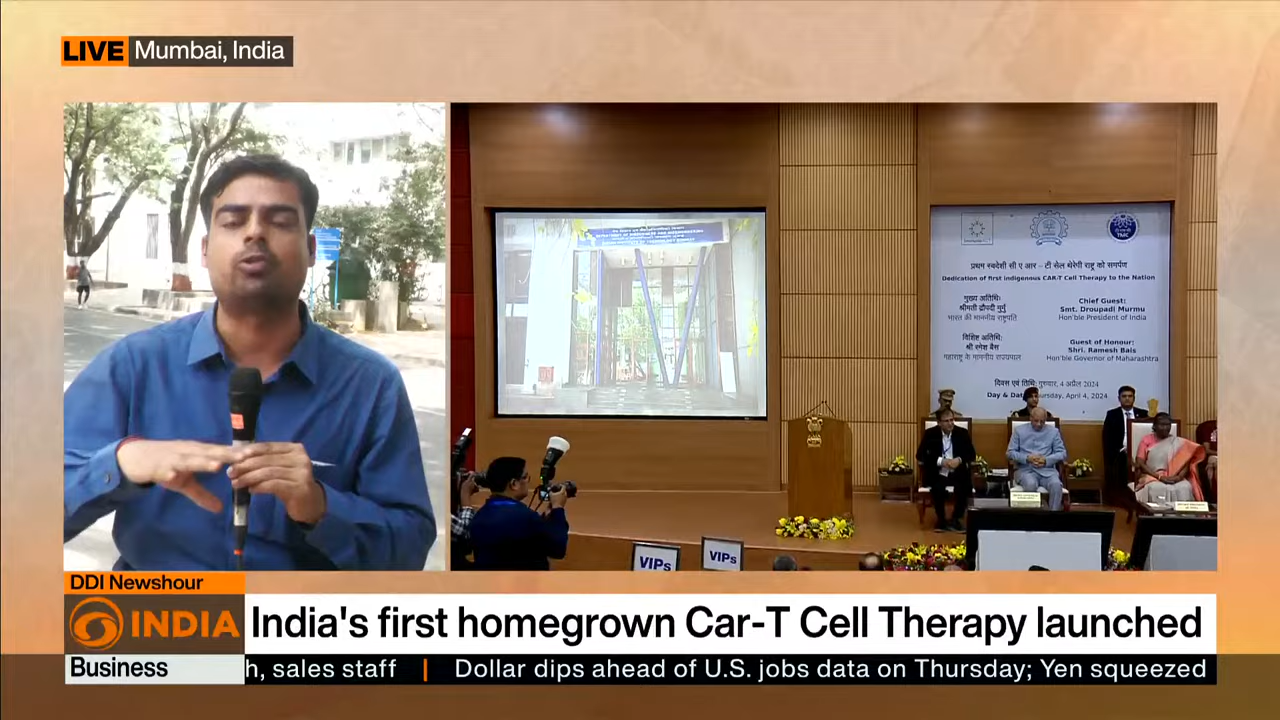 LIVE Mumbai, India
TMC
प्रथम स्वदेशी सी ए आर – टी सेल थेरेपी राष्ट्र को समर्पण
Dedication of first indigenous CAR-T Cell Therapy to the Nation
मुख्य अतिथि:
श्रीमती द्रौपदी मुर्मु
भारत की माननीय राष्ट्रपति
Chief Guest:
Smt. Droupadi Murmu
Hon'ble President of India
विशिष्ट अतिथि:
श्री रमेश बैस
महाराष्ट्र के माननीय राज्यपाल
Guest of Honour:
Shri. Ramesh Bais
Hon'ble Governor of Maharashtra
दिवस एवं तिथि: गुरुवार, 4 अप्रैल 2024
Day & Dat Thursday, April 4, 2024
VIPs
VIPs
DDI Newshour
INDIA
India's first homegrown Car-T Cell Therapy launched
Business
h, sales staff | Dollar dips ahead of U.S. jobs data on Thursday; Yen squeezed